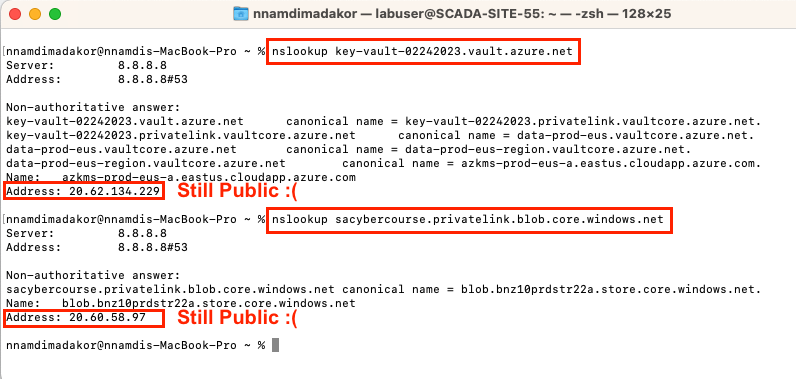 nnamdimadakor — labuser@SCADA-SITE-55: ~ — -zsh — 128×25
[nnamdimadakor@nnamdis-MacBook-Pro ~ % nslookup key-vault-02242023.vault.azure.net
Server: 8.8.8.8
Address: 8.8.8.8#53
Non-authoritative answer:
key-vault-02242023.vault.azure.net canonical name = key-vault-02242023.privatelink.vaultcore.azure.net.
key-vault-02242023.privatelink.vaultcore.azure.net canonical name = data-prod-eus.vaultcore.azure.net.
data-prod-eus.vaultcore.azure.net canonical name = data-prod-eus-region.vaultcore.azure.net.
data-prod-eus-region.vaultcore.azure.net canonical name = azkms-prod-eus-a.eastus.cloudapp.azure.com.
Name: azkms-prod-eus-a.eastus.cloudapp.azure.com
Address: 20.62.134.229 Still Public :(
[nnamdimadakor@nnamdis-MacBook-Pro ~ % nslookup sacybercourse.privatelink.blob.core.windows.net
Server: 8.8.8.8
Address: 8.8.8.8#53
Non-authoritative answer:
sacybercourse.privatelink.blob.core.windows.net canonical name = blob.bnz10prdstr22a.store.core.windows.net.
Name: blob.bnz10prdstr22a.store.core.windows.net
Address: 20.60.58.97 Still Public :(
nnamdimadakor@nnamdis-MacBook-Pro ~ %